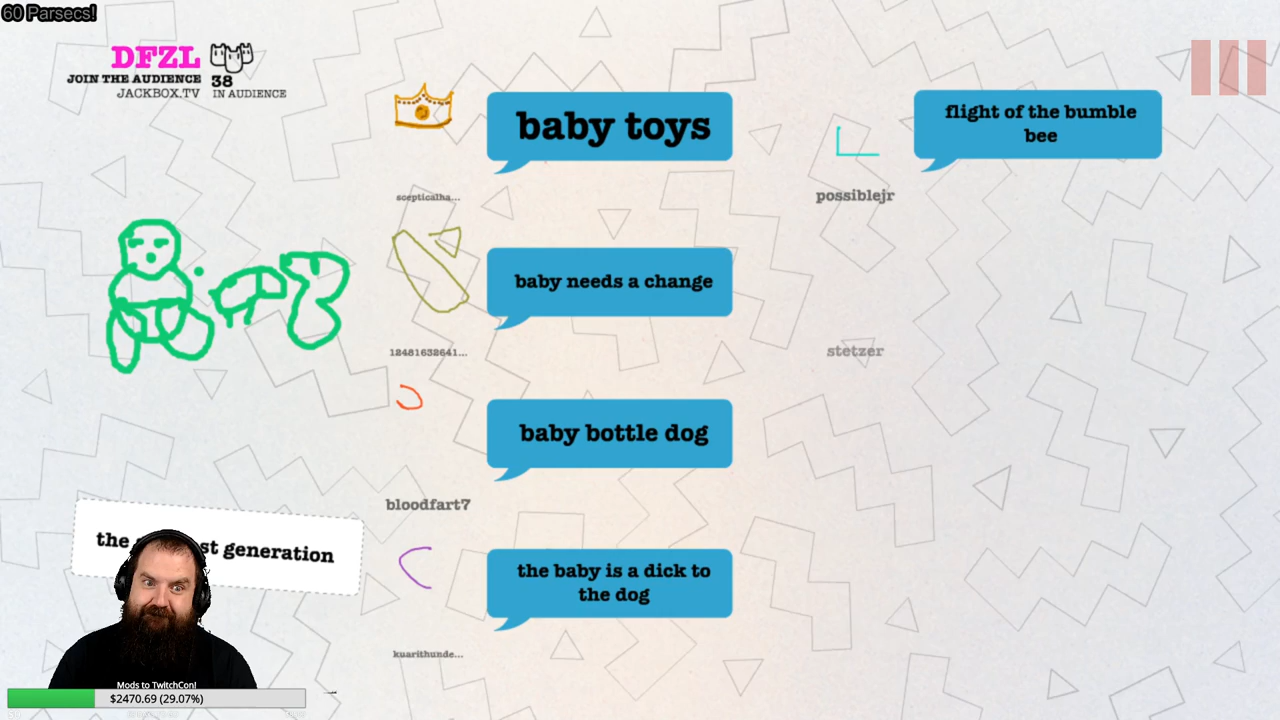 60 Parsecs!
DFZL
JOIN THE AUDIENCE
JACKBOX.TV
38
IN AUDIENCE
baby toys
scepticalha...
flight of the bumble
bee
possiblejr
baby needs a change
12481632641...
stetzer
baby bottle dog
bloodfart7
the
st generation
the baby is a dick to
the dog
kuarithunde...
Mods to TwitchCon!
$2470.69 (29.07%)